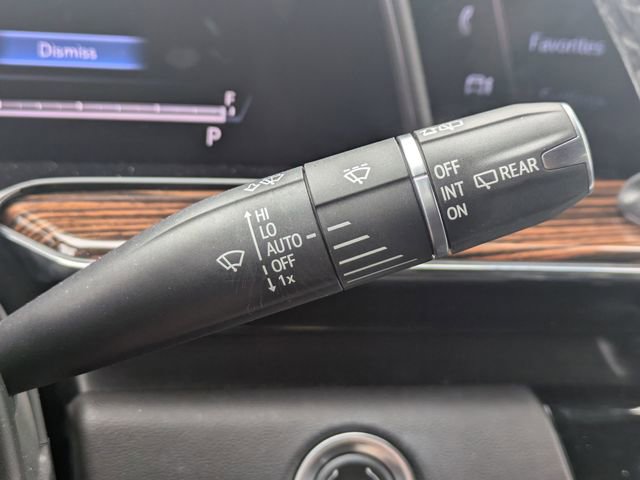 Dismiss
F
P
Favorites
HI
LO
AUTO
OFF
1x
OFF
INT
ON
REAR